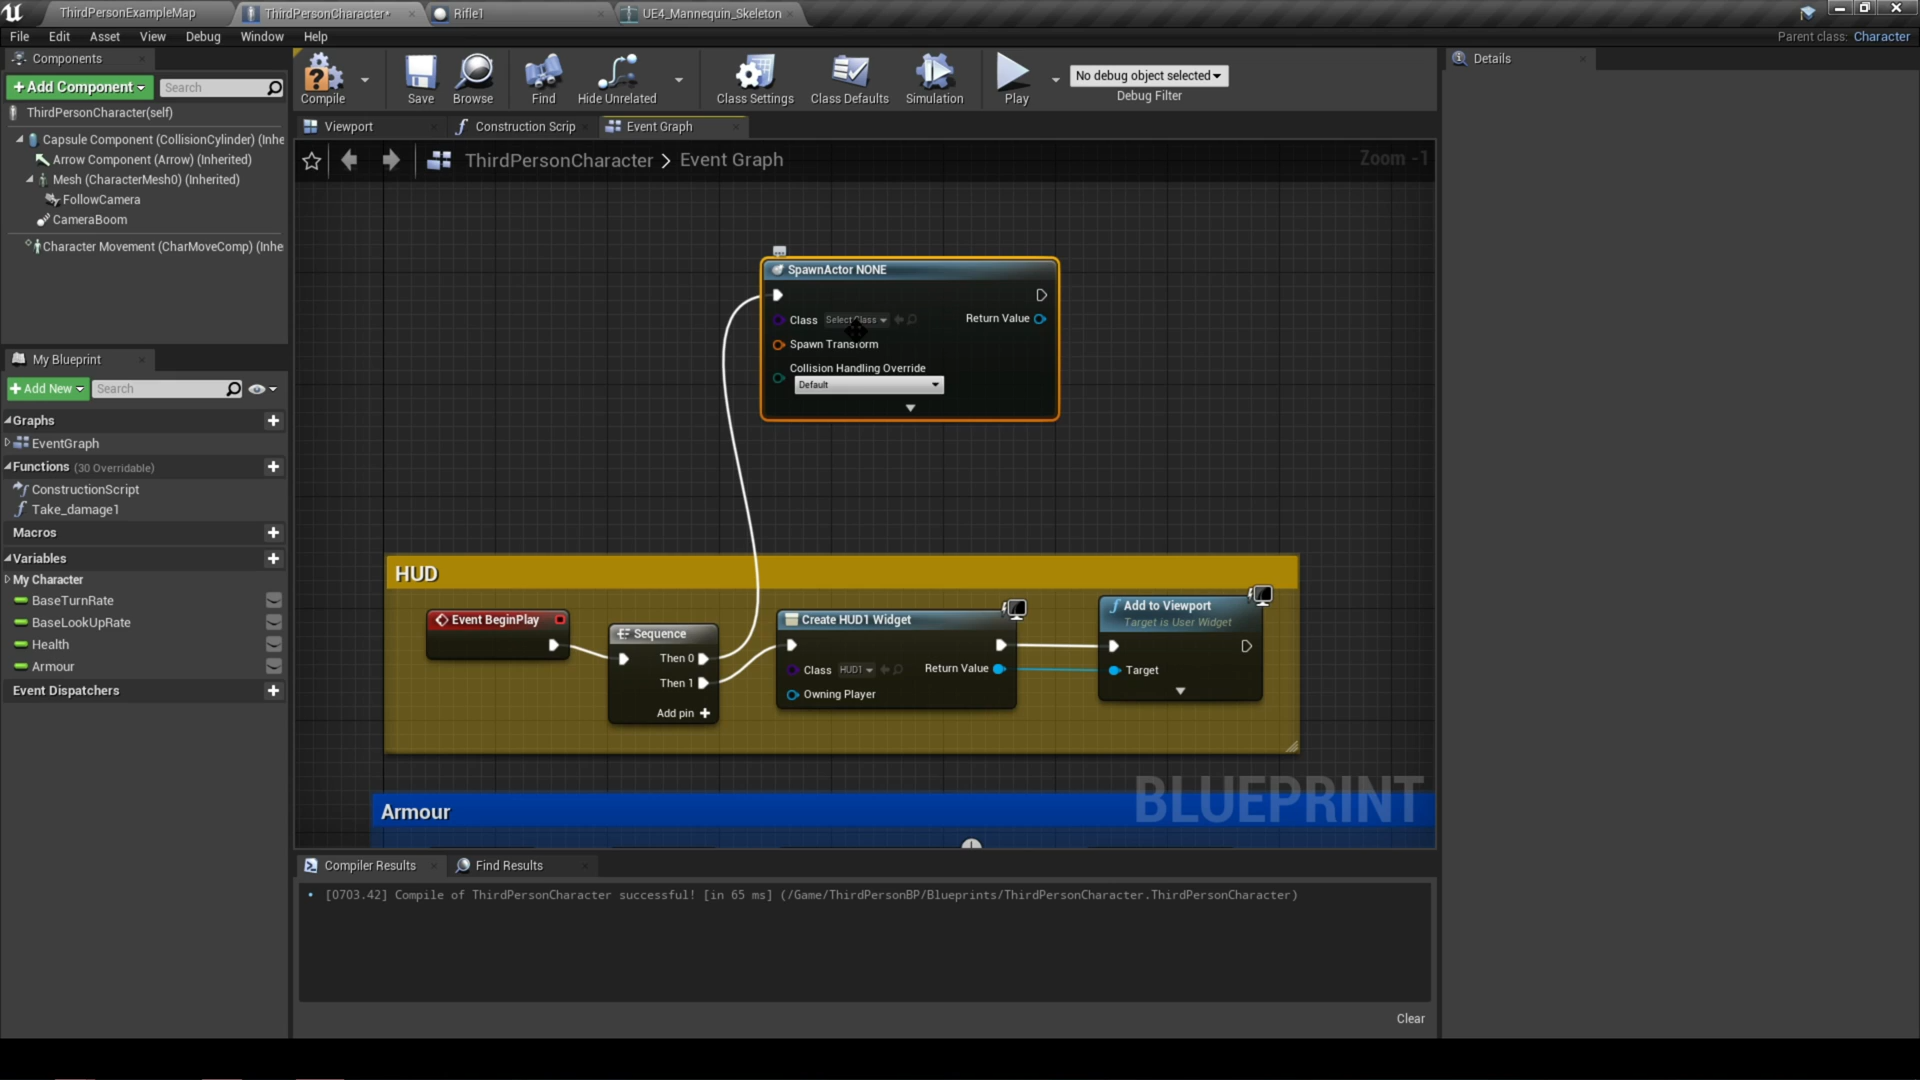 ThirdPersonExampleMap
ThirdPersonCharacter*
Rifle1
UE4_Mannequin_Skeleton
File Edit Asset View Debug Window Help
Parent class: Character
Components
Details
+Add Component
Search
Compile
Save
Browse
Find
Hide Unrelated
Class Settings
Class Defaults
Simulation
Play
No debug object selected
Debug Filter
ThirdPersonCharacter(self)
Capsule Component (CollisionCylinder) (Inhe
Arrow Component (Arrow) (Inherited)
Mesh (CharacterMesh0) (Inherited)
FollowCamera
CameraBoom
Character Movement (CharMoveComp) (Inhe
Viewport
Construction Scrip
Event Graph
ThirdPersonCharacter > Event Graph
Zoom -1
SpawnActor NONE
Class Select Class
Return Value
Spawn Transform
Collision Handling Override
Default
My Blueprint
+Add New
Search
Graphs
EventGraph
Functions (30 Overridable)
ConstructionScript
Take_damage1
Macros
Variables
My Character
BaseTurnRate
BaseLookUpRate
Health
Armour
Event Dispatchers
HUD
Event BeginPlay
Sequence
Then 0
Then 1
Add pin +
Create HUD1 Widget
Class HUD1
Return Value
Owning Player
Add to Viewport
Target is User Widget
Target
Armour
BLUEPRINT
Compiler Results
Find Results
[0703.42] Compile of ThirdPersonCharacter successful! [in 65 ms] (/Game/ThirdPersonBP/Blueprints/ThirdPersonCharacter.ThirdPersonCharacter)
Clear